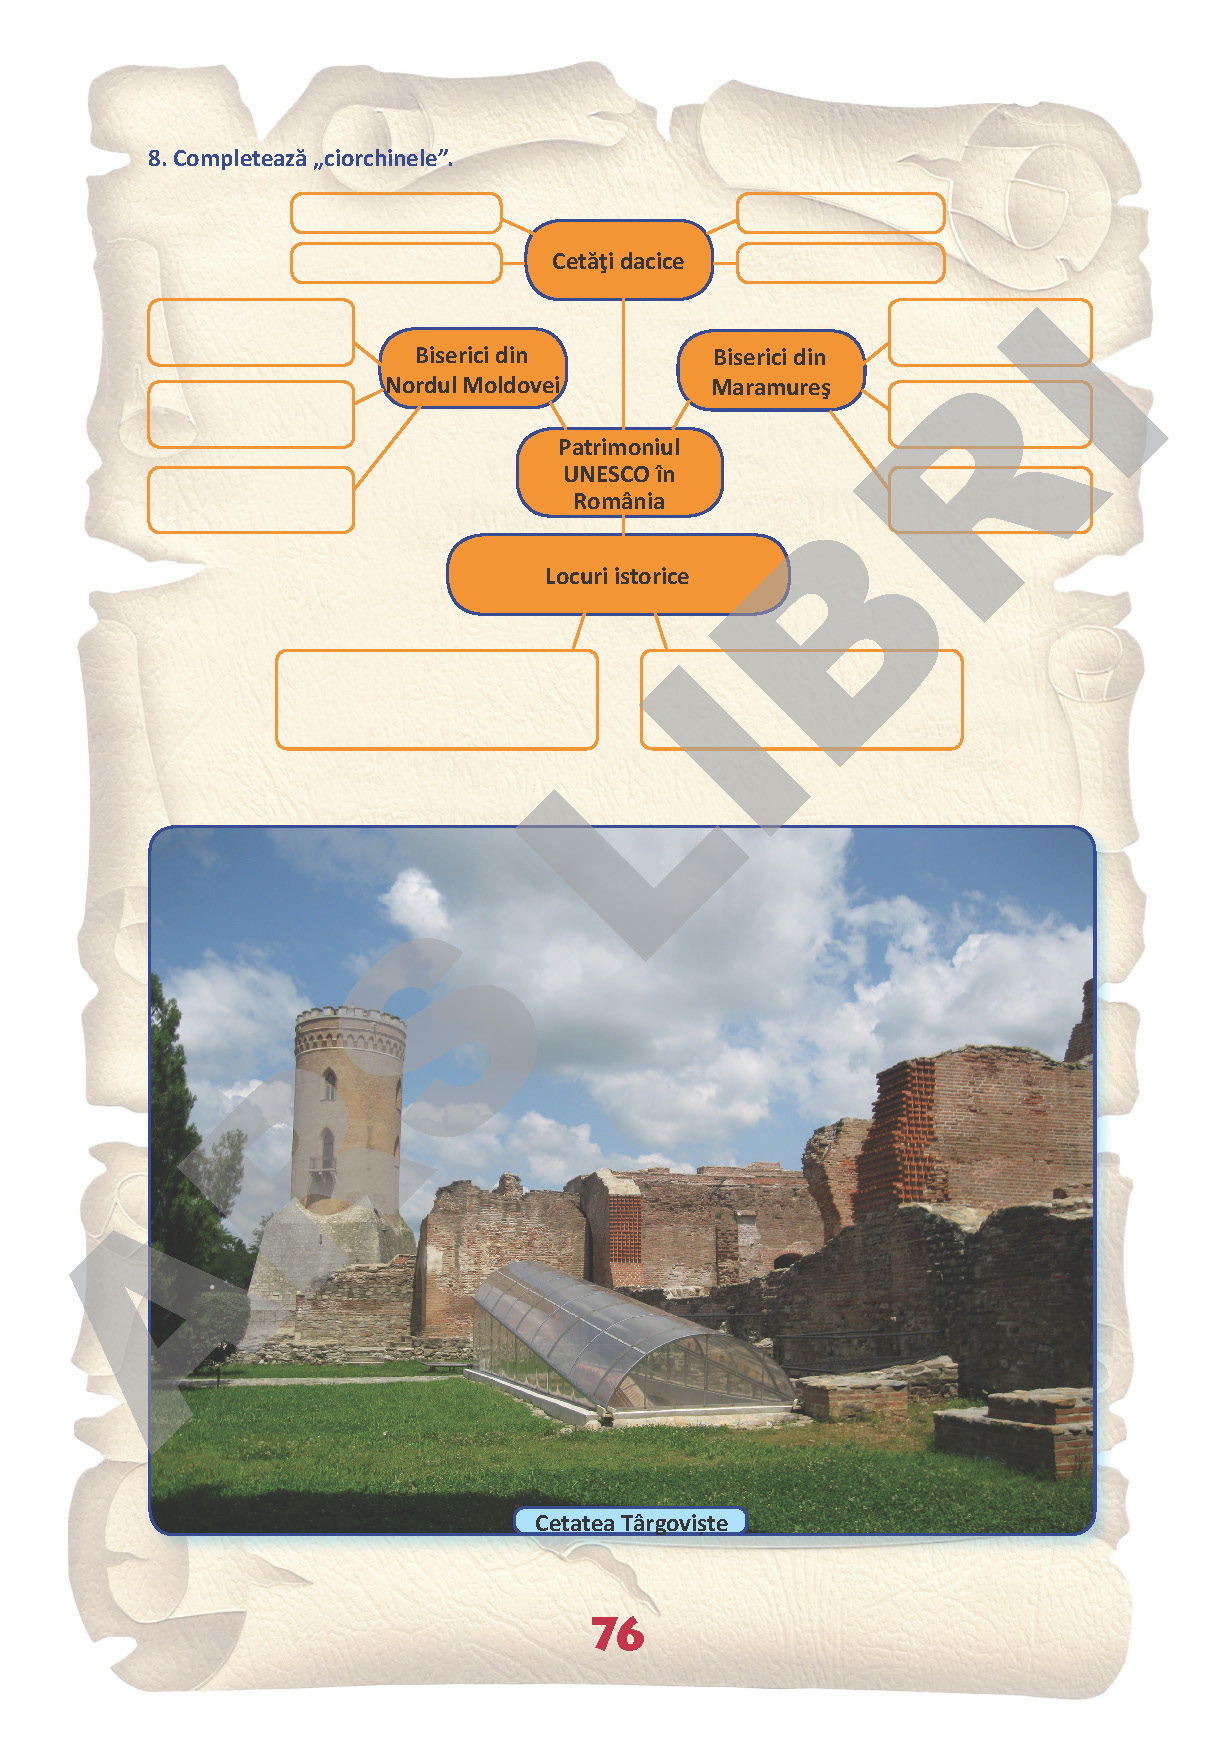 8. Completează „ciorchinele”.
Cetăţi dacice
Biserici din
Nordul Moldovei
Biserici din
Maramureş
Patrimoniul
UNESCO în
România
Locuri istorice
ARS LIBRI
Cetatea Târgoviște
76